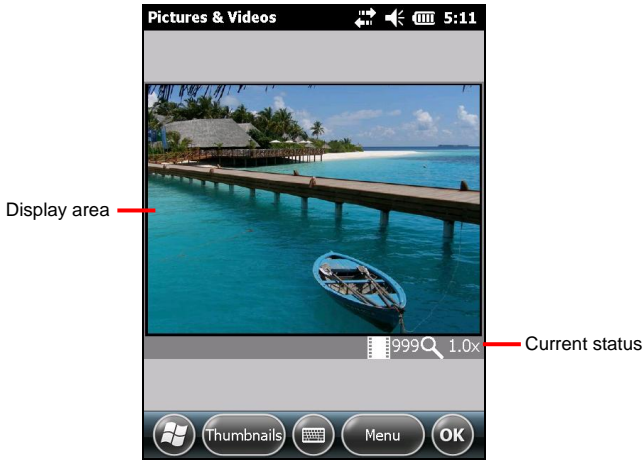 Pictures & Videos 5:11
Display area
999 1.0x
Current status
Thumbnails Menu OK